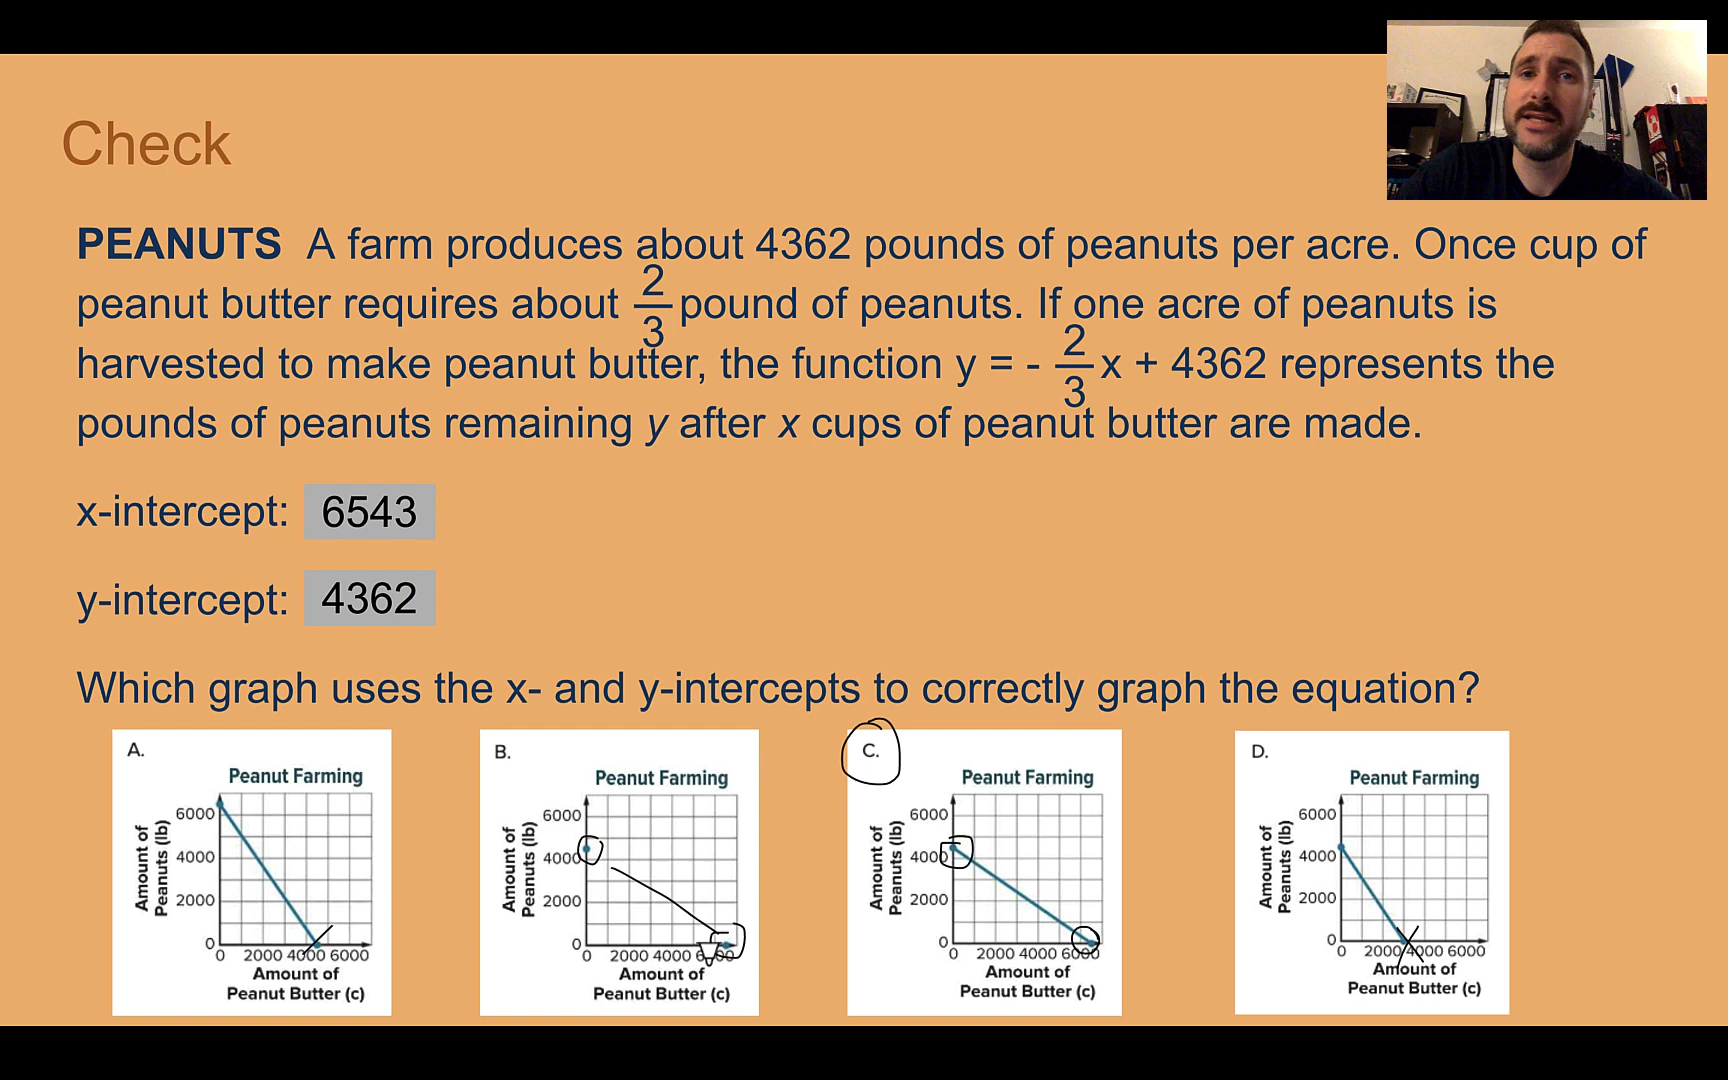 Check
PEANUTS A farm produces about 4362 pounds of peanuts per acre. Once cup of
peanut butter requires about 2/3 pound of peanuts. If one acre of peanuts is
harvested to make peanut butter, the function y = - 2/3 x + 4362 represents the
pounds of peanuts remaining y after x cups of peanut butter are made.
x-intercept: 6543
y-intercept: 4362
Which graph uses the x- and y-intercepts to correctly graph the equation?
A.
Peanut Farming
Amount of
Peanuts (lb)
6000
4000
2000
0
0 2000 4000 6000
Amount of
Peanut Butter (c)
B.
Peanut Farming
Amount of
Peanuts (lb)
6000
4000
2000
0
0 2000 4000 6000
Amount of
Peanut Butter (c)
C.
Peanut Farming
Amount of
Peanuts (lb)
6000
4000
2000
0
0 2000 4000 6000
Amount of
Peanut Butter (c)
D.
Peanut Farming
Amount of
Peanuts (lb)
6000
4000
2000
0
0 2000 4000 6000
Amount of
Peanut Butter (c)